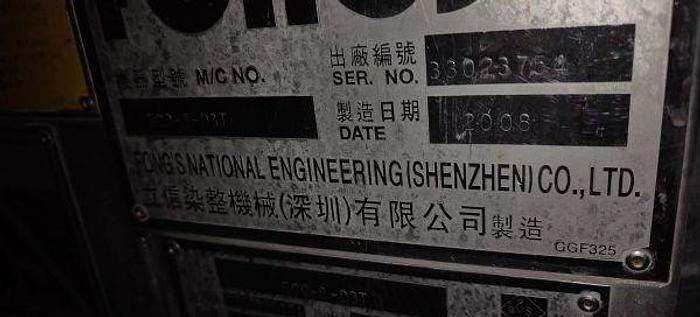 FONG'S
機器型號 M/C NO.
出廠編號 33023754
SER. NO.
製造日期 2008
DATE
FONG'S NATIONAL ENGINEERING (SHENZHEN) CO., LTD.
立信染整機械(深圳)有限公司製造
GGF325